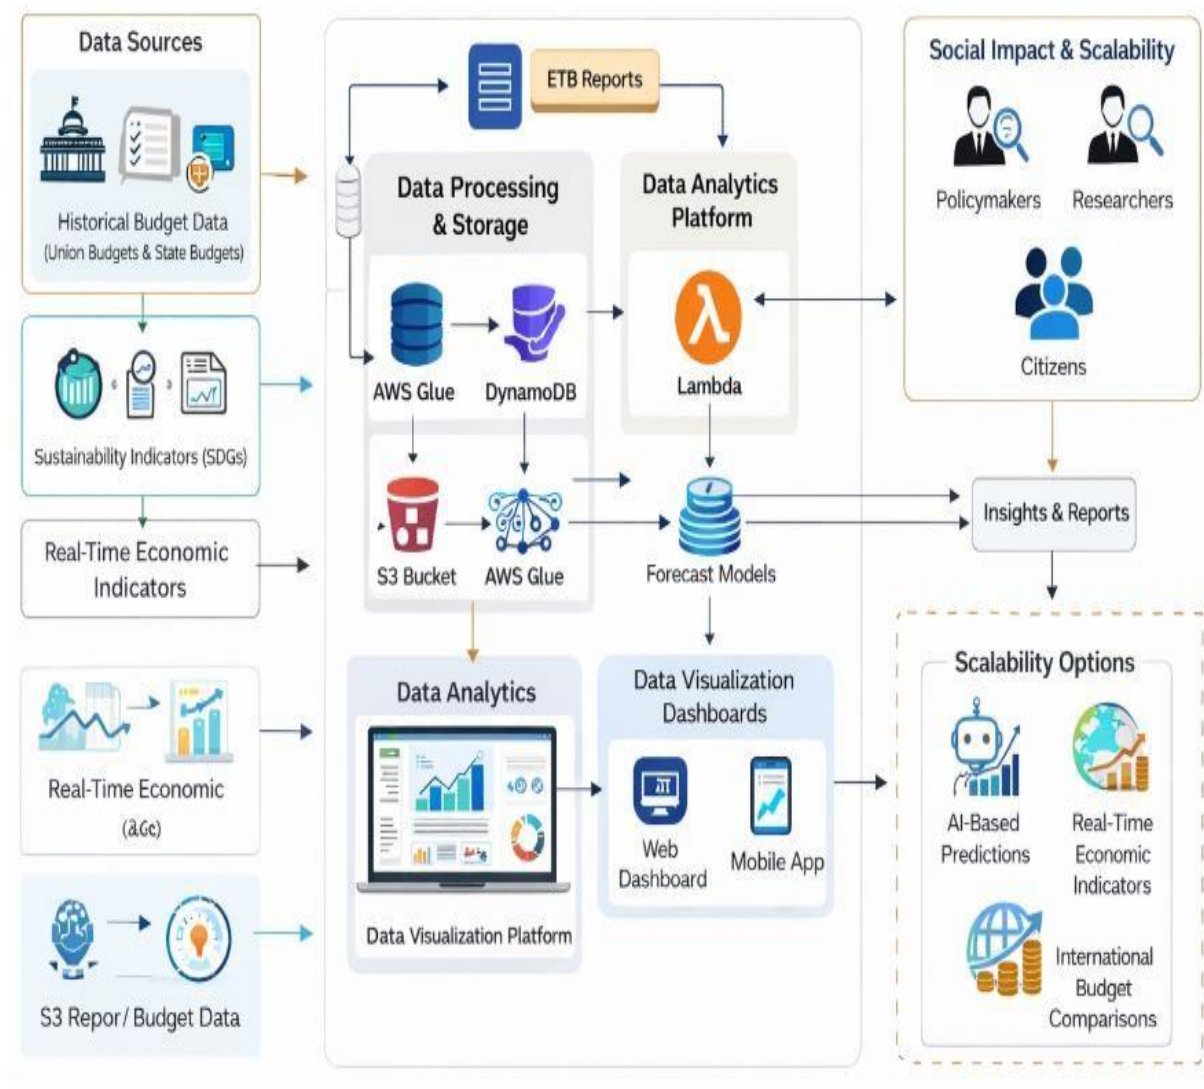 Data Sources
Historical Budget Data
(Union Budgets & State Budgets)
Sustainability Indicators (SDGs)
Real-Time Economic
Indicators
Real-Time Economic
S3 Repor/Budget Data
ETB Reports
Data Processing
& Storage
AWS Glue
DynamoDB
S3 Bucket
AWS Glue
Data Analytics
Platform
Lambda
Forecast Models
Data Analytics
Data Visualization Platform
Data Visualization
Dashboards
Web
Dashboard
Mobile App
Social Impact & Scalability
Policymakers
Researchers
Citizens
Insights & Reports
Scalability Options
AI-Based
Predictions
Real-Time
Economic
Indicators
International
Budget
Comparisons